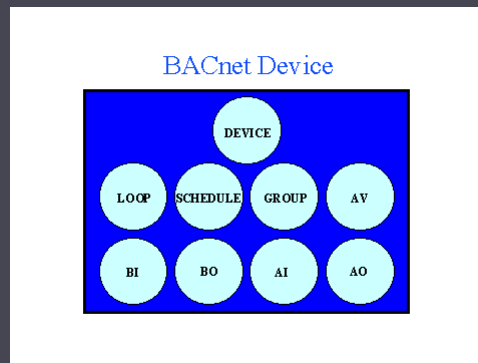 BACnet Device
DEVICE
LOOP SCHEDULE GROUP AV
BI BO AI AO